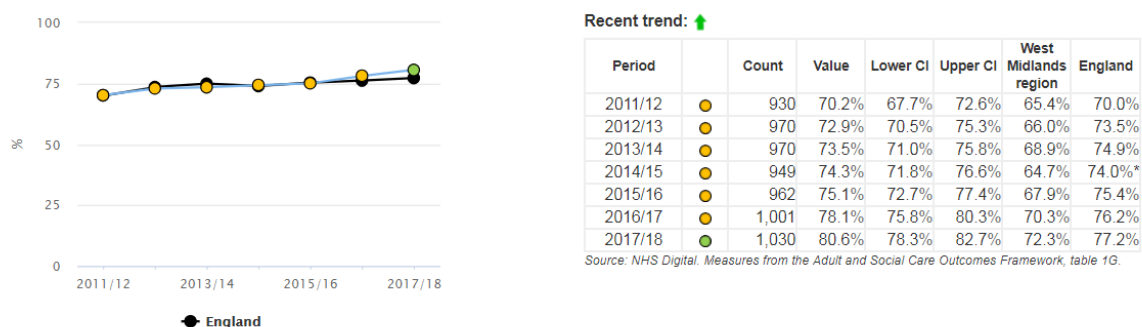 100
75
50
25
0
%
2011/12 2013/14 2015/16 2017/18
England
Recent trend:
Period Count Value Lower CI Upper CI West Midlands region England
2011/12 930 70.2% 67.7% 72.6% 65.4% 70.0%
2012/13 970 72.9% 70.5% 75.3% 66.0% 73.5%
2013/14 970 73.5% 71.0% 75.8% 68.9% 74.9%
2014/15 949 74.3% 71.8% 76.6% 64.7% 74.0%*
2015/16 962 75.1% 72.7% 77.4% 67.9% 75.4%
2016/17 1,001 78.1% 75.8% 80.3% 70.3% 76.2%
2017/18 1,030 80.6% 78.3% 82.7% 72.3% 77.2%
Source: NHS Digital. Measures from the Adult and Social Care Outcomes Framework, table 1G.